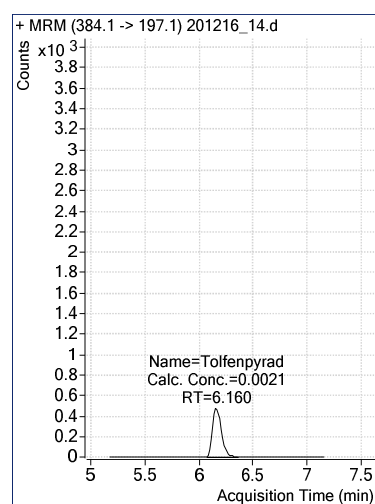 + MRM (384.1 -> 197.1) 201216_14.d
Counts
x10 3
3.8
3.6
3.4
3.2
3
2.8
2.6
2.4
2.2
2
1.8
1.6
1.4
1.2
1
0.8
0.6
0.4
0.2
0
Name=Tolfenpyrad
Calc. Conc.=0.0021
RT=6.160
5 5.5 6 6.5 7 7.5
Acquisition Time (min)